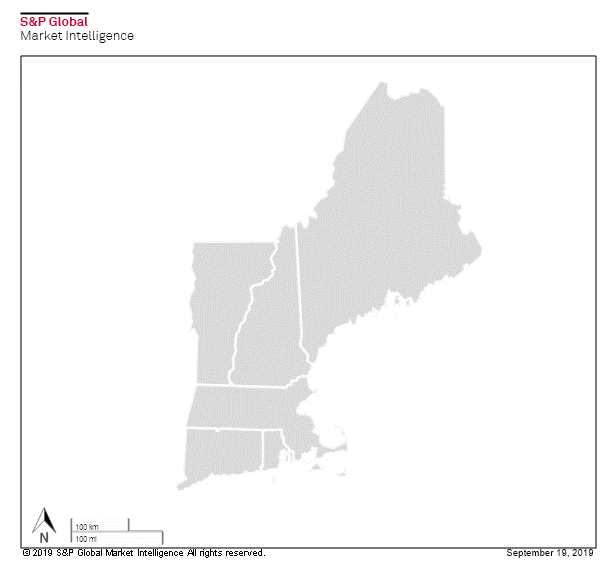 S&P Global
Market Intelligence
N
100 km
100 mi
© 2019 S&P Global Market Intelligence All rights reserved.
September 19, 2019